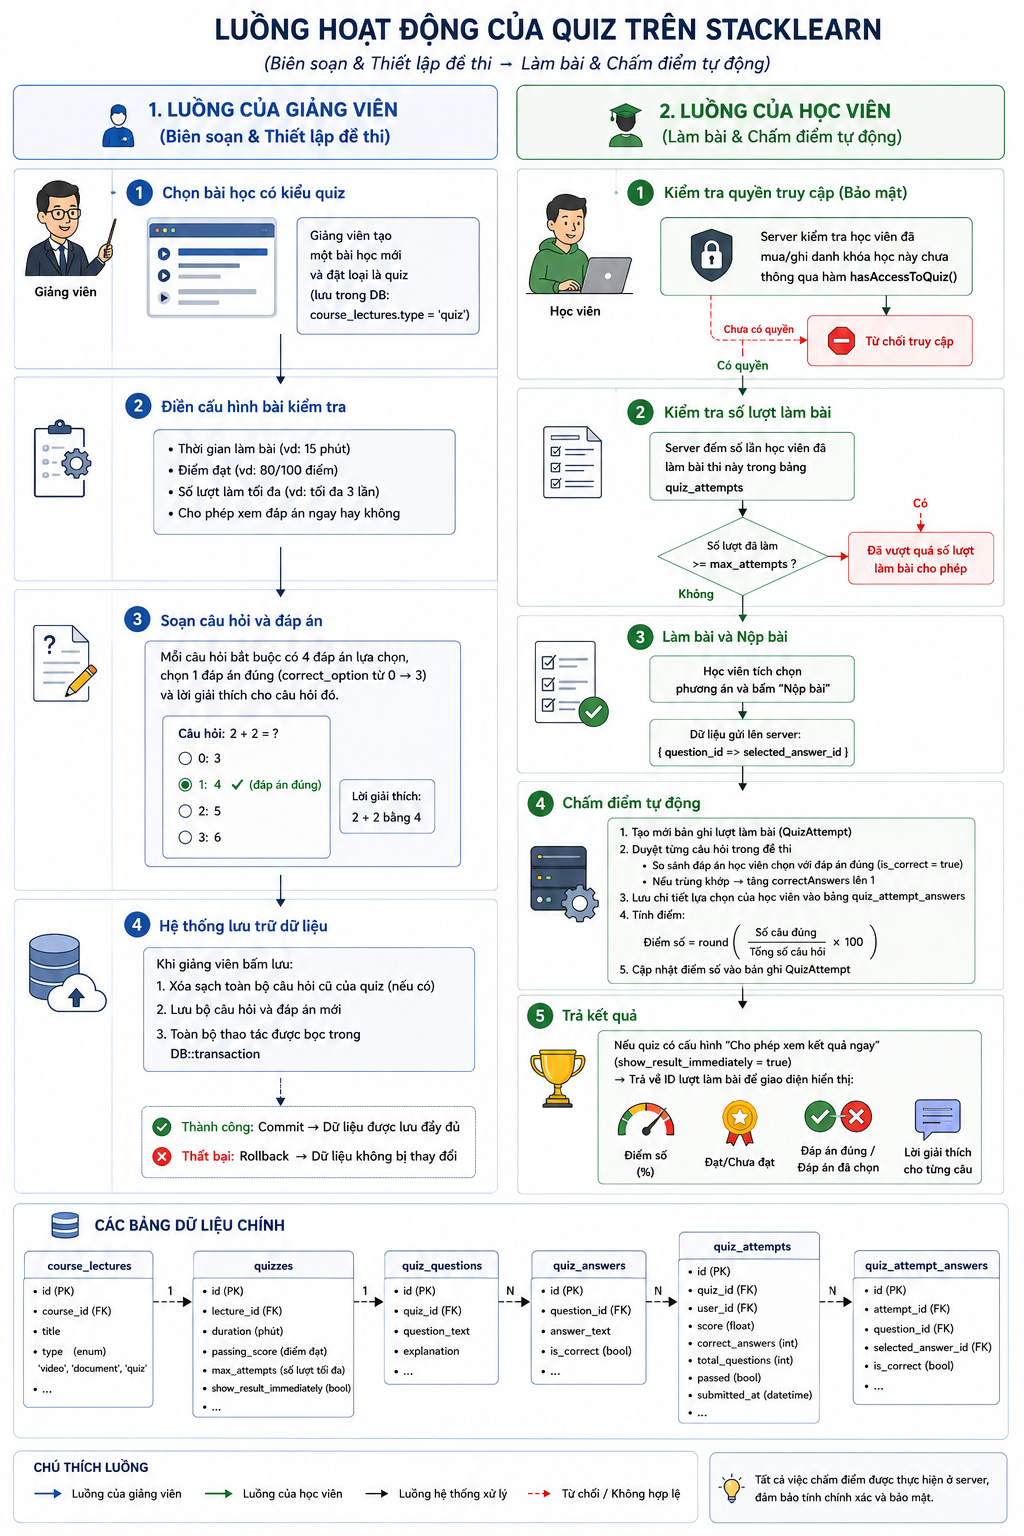 LUỒNG HOẠT ĐỘNG CỦA QUIZ TRÊN STACKLEARN
(Biên soạn & Thiết lập đề thi → Làm bài & Chấm điểm tự động)
1. LUỒNG CỦA GIẢNG VIÊN
(Biên soạn & Thiết lập đề thi)
Giảng viên
1 Chọn bài học có kiểu quiz
Giảng viên tạo
một bài học mới
và đặt loại là quiz
(lưu trong DB:
course_lectures.type = 'quiz')
2 Điền cấu hình bài kiểm tra
• Thời gian làm bài (vd: 15 phút)
• Điểm đạt (vd: 80/100 điểm)
• Số lượt làm tối đa (vd: tối đa 3 lần)
• Cho phép xem đáp án ngay hay không
3 Soạn câu hỏi và đáp án
Mỗi câu hỏi bắt buộc có 4 đáp án lựa chọn,
chọn 1 đáp án đúng (correct_option từ 0 → 3)
và lời giải thích cho câu hỏi đó.
?
Câu hỏi: 2 + 2 = ?
0: 3
1: 4 ✓ (đáp án đúng)
2: 5
3: 6
Lời giải thích:
2 + 2 bằng 4
4 Hệ thống lưu trữ dữ liệu
Khi giảng viên bấm lưu:
1. Xóa sạch toàn bộ câu hỏi cũ của quiz (nếu có)
2. Lưu bộ câu hỏi và đáp án mới
3. Toàn bộ thao tác được bọc trong
DB::transaction
Thành công: Commit → Dữ liệu được lưu đầy đủ
Thất bại: Rollback → Dữ liệu không bị thay đổi
2. LUỒNG CỦA HỌC VIÊN
(Làm bài & Chấm điểm tự động)
Học viên
1 Kiểm tra quyền truy cập (Bảo mật)
Server kiểm tra học viên đã
mua/ghi danh khóa học này chưa
thông qua hàm hasAccessToQuiz()
Chưa có quyền
Từ chối truy cập
Có quyền
2 Kiểm tra số lượt làm bài
Server đếm số lần học viên đã
làm bài thi này trong bảng
quiz_attempts
Số lượt đã làm
>= max_attempts ?
Có
Đã vượt quá số lượt
làm bài cho phép
Không
3 Làm bài và Nộp bài
Học viên tích chọn
phương án và bấm "Nộp bài"
Dữ liệu gửi lên server:
{ question_id => selected_answer_id }
4 Chấm điểm tự động
1. Tạo mới bản ghi lượt làm bài (QuizAttempt)
2. Duyệt từng câu hỏi trong đề thi
• So sánh đáp án học viên chọn với đáp án đúng (is_correct = true)
• Nếu trùng khớp → tăng correctAnswers lên 1
3. Lưu chi tiết lựa chọn của học viên vào bảng quiz_attempt_answers
4. Tính điểm:
Điểm số = round ( Số câu đúng / Tổng số câu hỏi × 100 )
5. Cập nhật điểm số vào bản ghi QuizAttempt
5 Trả kết quả
Nếu quiz có cấu hình "Cho phép xem kết quả ngay"
(show_result_immediately = true)
→ Trả về ID lượt làm bài để giao diện hiển thị:
Điểm số
(%)
Đạt/Chưa đạt
Đáp án đúng /
Đáp án đã chọn
Lời giải thích
cho từng câu
CÁC BẢNG DỮ LIỆU CHÍNH
course_lectures
• id (PK)
• course_id (FK)
• title
• type (enum)
'video', 'document', 'quiz'
• ...
1
quizzes
• id (PK)
• lecture_id (FK)
• duration (phút)
• passing_score (điểm đạt)
• max_attempts (số lượt tối đa)
• show_result_immediately (bool)
• ...
1
quiz_questions
• id (PK)
• quiz_id (FK)
• question_text
• explanation
• ...
N
quiz_answers
• id (PK)
• question_id (FK)
• answer_text
• is_correct (bool)
• ...
N
quiz_attempts
• id (PK)
• quiz_id (FK)
• user_id (FK)
• score (float)
• correct_answers (int)
• total_questions (int)
• passed (bool)
• submitted_at (datetime)
• ...
N
quiz_attempt_answers
• id (PK)
• attempt_id (FK)
• question_id (FK)
• selected_answer_id (FK)
• is_correct (bool)
• ...
CHÚ THÍCH LUỒNG
Luồng của giảng viên
Luồng của học viên
Luồng hệ thống xử lý
Từ chối / Không hợp lệ
Tất cả việc chấm điểm được thực hiện ở server,
đảm bảo tính chính xác và bảo mật.